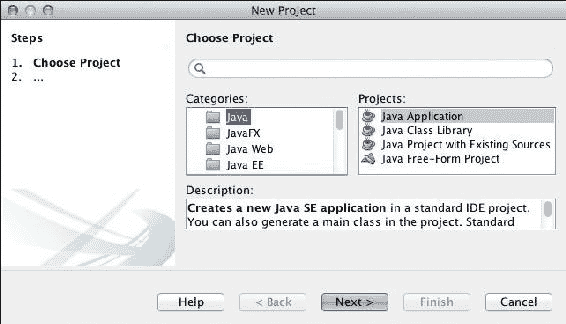 New Project
Steps
1. Choose Project
2. ...
Choose Project
Categories:
Java
JavaFX
Java Web
Java EE
Projects:
Java Application
Java Class Library
Java Project with Existing Sources
Java Free-Form Project
Description:
Creates a new Java SE application in a standard IDE project.
You can also generate a main class in the project. Standard
Help
< Back
Next >
Finish
Cancel